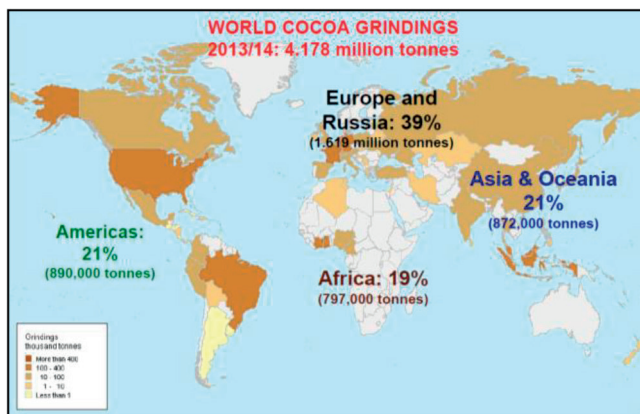 WORLD COCOA GRINDINGS
2013/14: 4.178 million tonnes
Europe and
Russia: 39%
(1.619 million tonnes)
Asia & Oceania
21%
(872,000 tonnes)
Americas:
21%
(890,000 tonnes)
Africa: 19%
(797,000 tonnes)
Grindings
thousand tonnes
More than 400
100 - 400
10 - 100
1 - 10
Less than 1